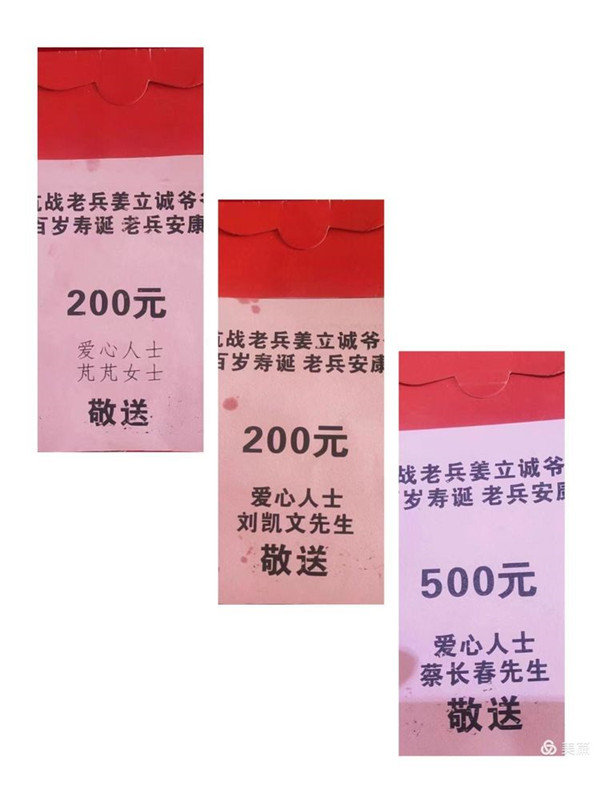 战老兵姜立诚爷
百岁寿诞 老兵安康
200元
爱心人士
芃芃女士
敬送
战老兵姜立诚爷
百岁寿诞 老兵安康
200元
爱心人士
刘凯文先生
敬送
战老兵姜立诚爷
岁寿诞 老兵安康
500元
爱心人士
蔡长春先生
敬送
美篇